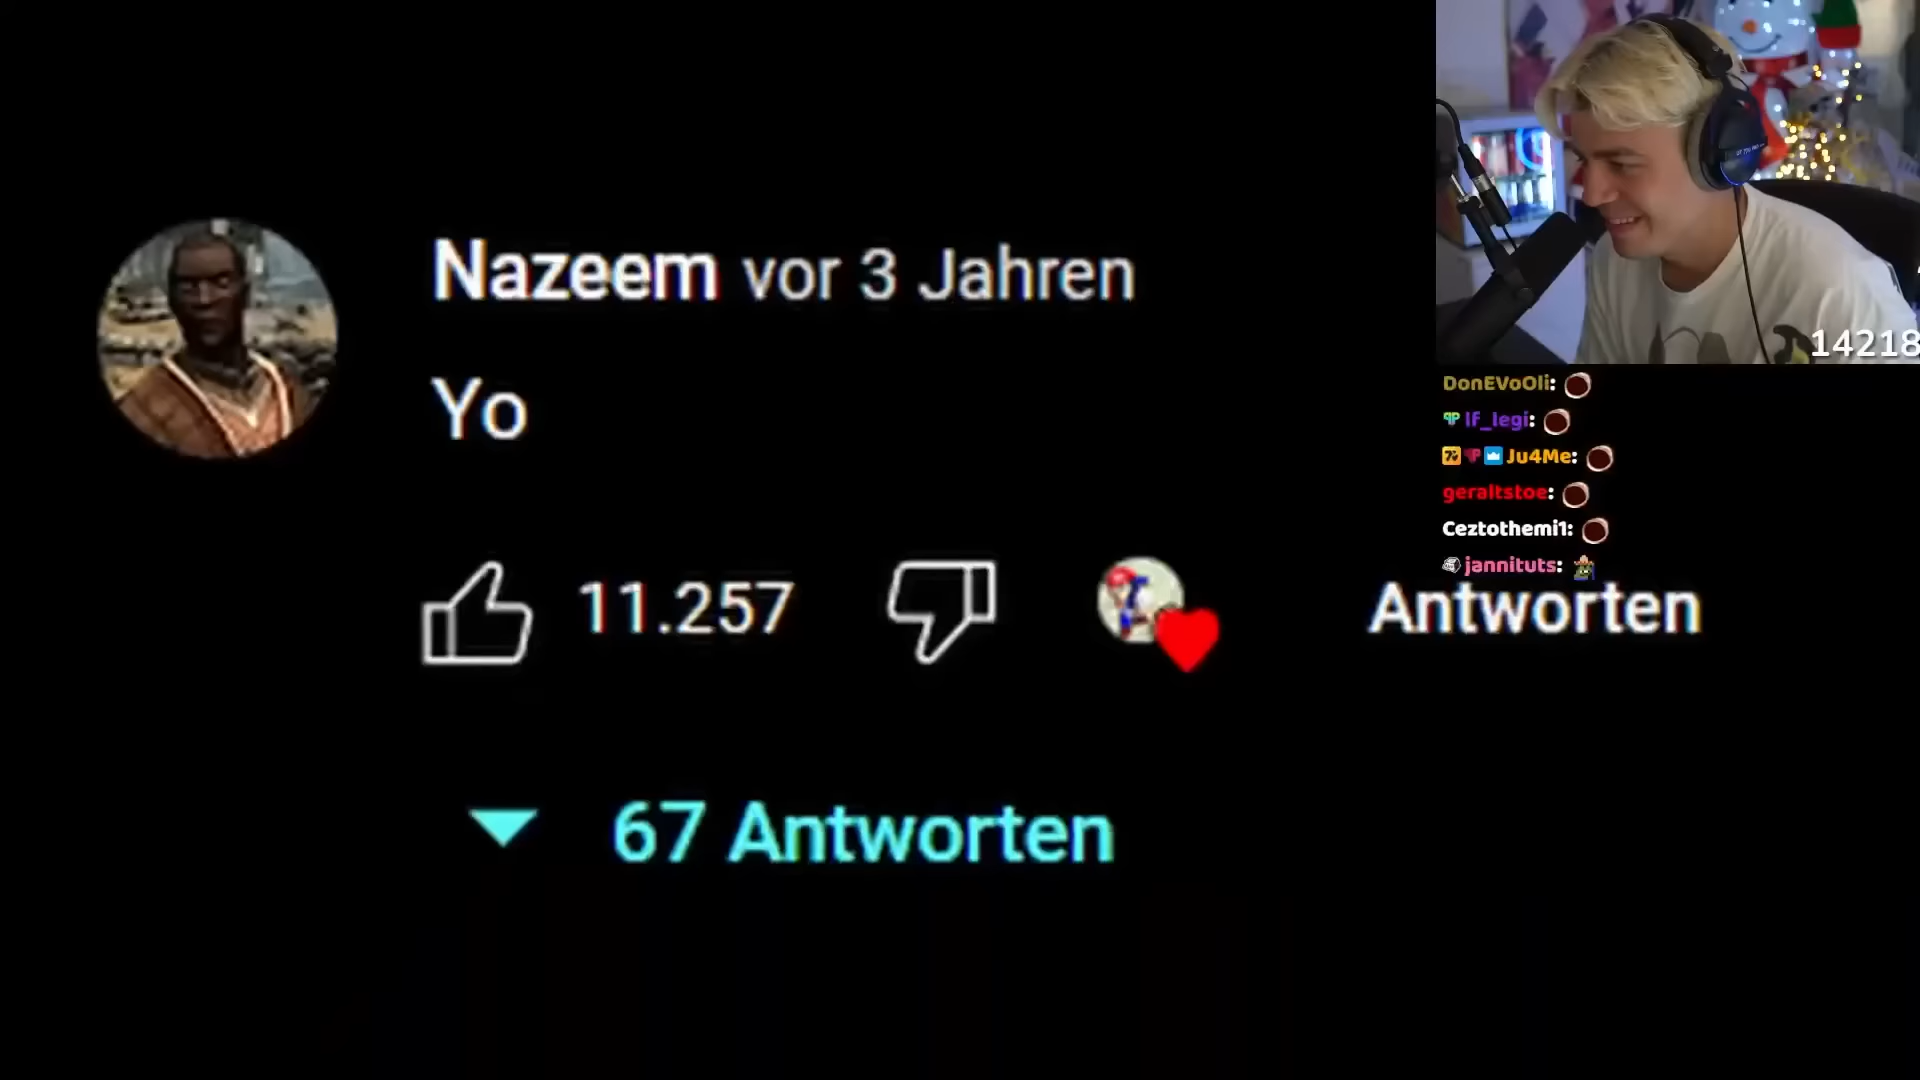 Nazeem vor 3 Jahren
Yo
11.257
Antworten
67 Antworten
14218
DonEVoOli:
lf_legi:
Ju4Me:
geraltstoe:
Ceztothemi1:
jannituts: